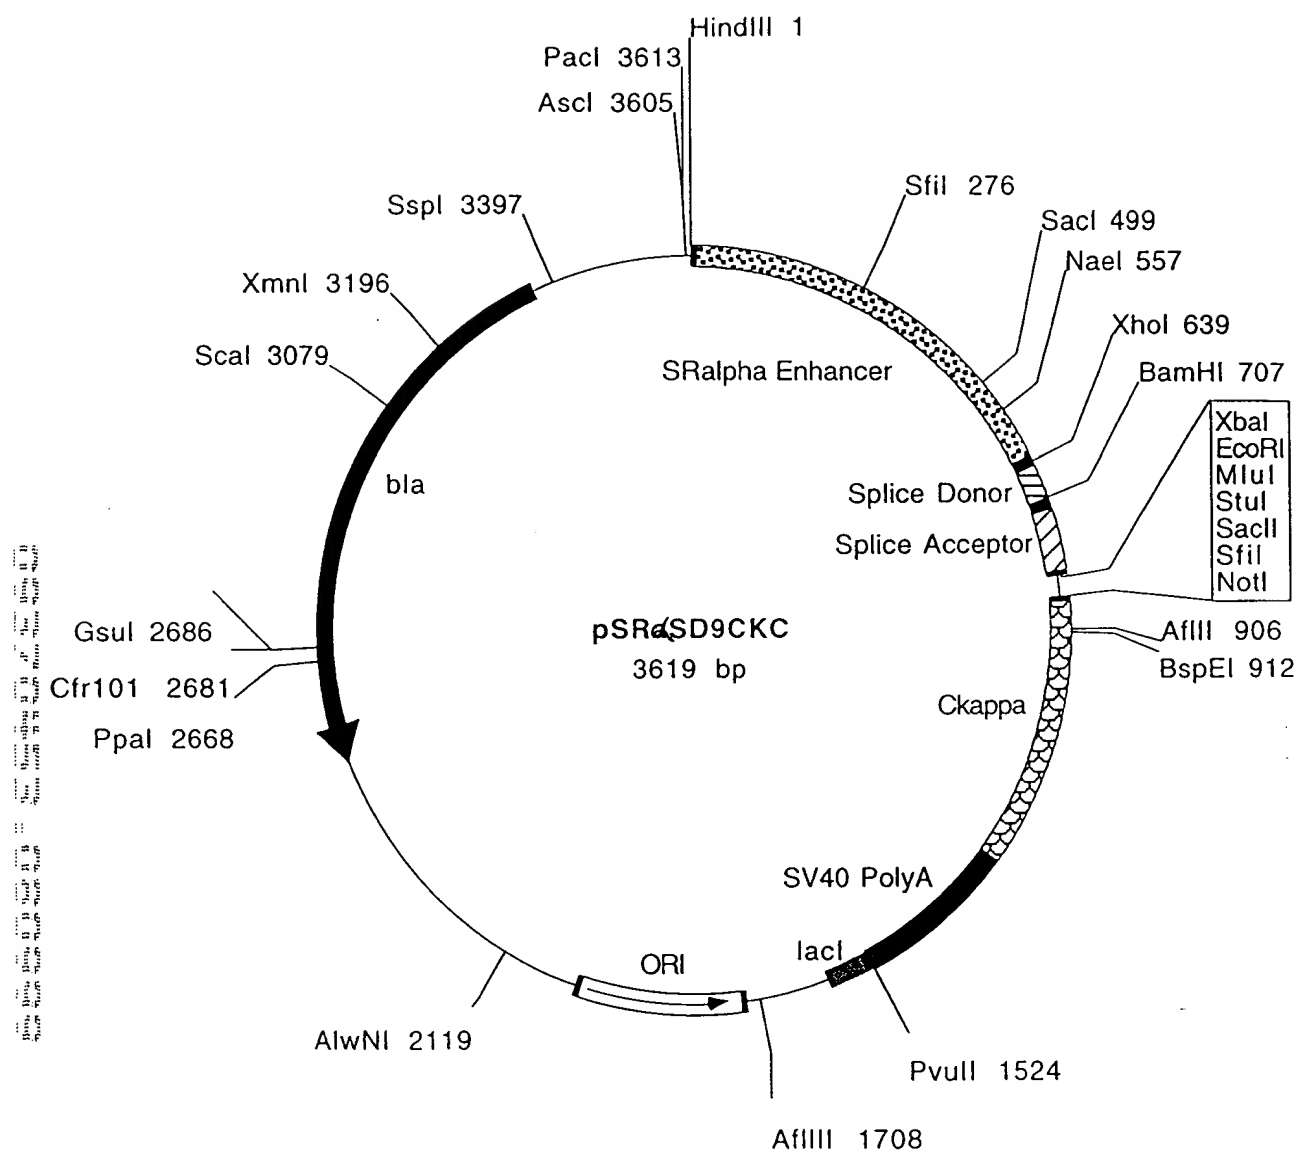 HindIII 1
PacI 3613
AscI 3605
SfiI 276
SspI 3397
SacI 499
NaeI 557
XmnI 3196
XhoI 639
ScaI 3079
SRalpha Enhancer
BamHI 707
XbaI
EcoRI
MluI
StuI
SacII
SfiI
NotI
bla
Splice Donor
Splice Acceptor
pSRαSD9CKC
3619 bp
GsuI 2686
AflII 906
BspEI 912
Cfr101 2681
Ckappa
PpaI 2668
SV40 PolyA
lacI
ORI
AlwNI 2119
PvuII 1524
AflIII 1708